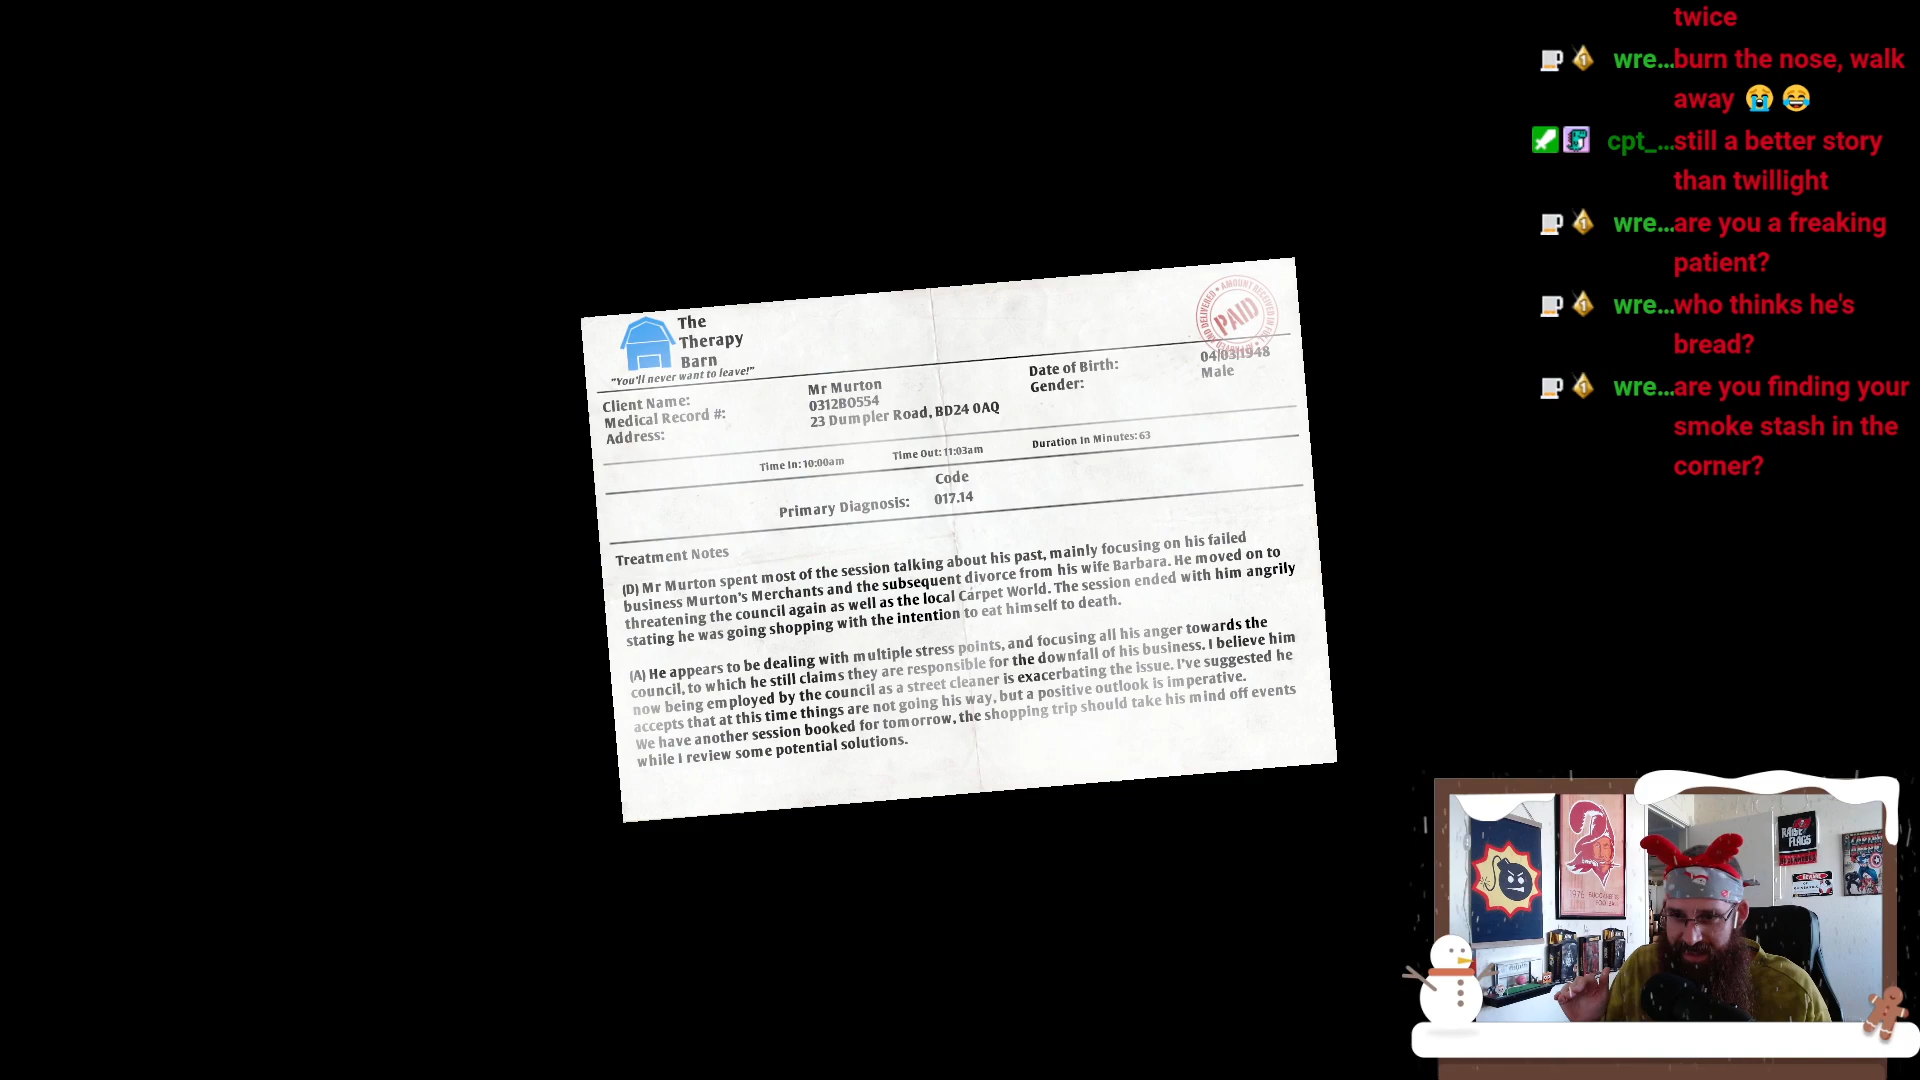 The
Therapy
Barn
"You'll never want to leave!"
PAID
Client Name: Mr Murton
Medical Record #: 0312B0554
Address: 23 Dumpler Road, BD24 0AQ
Date of Birth: 04/03/1948
Gender: Male
Time In: 10:00am Time Out: 11:03am Duration In Minutes: 63
Code
Primary Diagnosis: 017.14
Treatment Notes
(D) Mr Murton spent most of the session talking about his past, mainly focusing on his failed
business Murton's Merchants and the subsequent divorce from his wife Barbara. He moved on to
threatening the council again as well as the local Carpet World. The session ended with him angrily
stating he was going shopping with the intention to eat himself to death.
(A) He appears to be dealing with multiple stress points, and focusing all his anger towards the
council, to which he still claims they are responsible for the downfall of his business. I believe him
now being employed by the council as a street cleaner is exacerbating the issue. I've suggested he
accepts that at this time things are not going his way, but a positive outlook is imperative.
We have another session booked for tomorrow, the shopping trip should take his mind off events
while I review some potential solutions.
twice
wre...burn the nose, walk
away 😭 😂
cpt_...still a better story
than twillight
wre...are you a freaking
patient?
wre...who thinks he's
bread?
wre...are you finding your
smoke stash in the
corner?
RAISE
FLAGS
BEWARE
1976